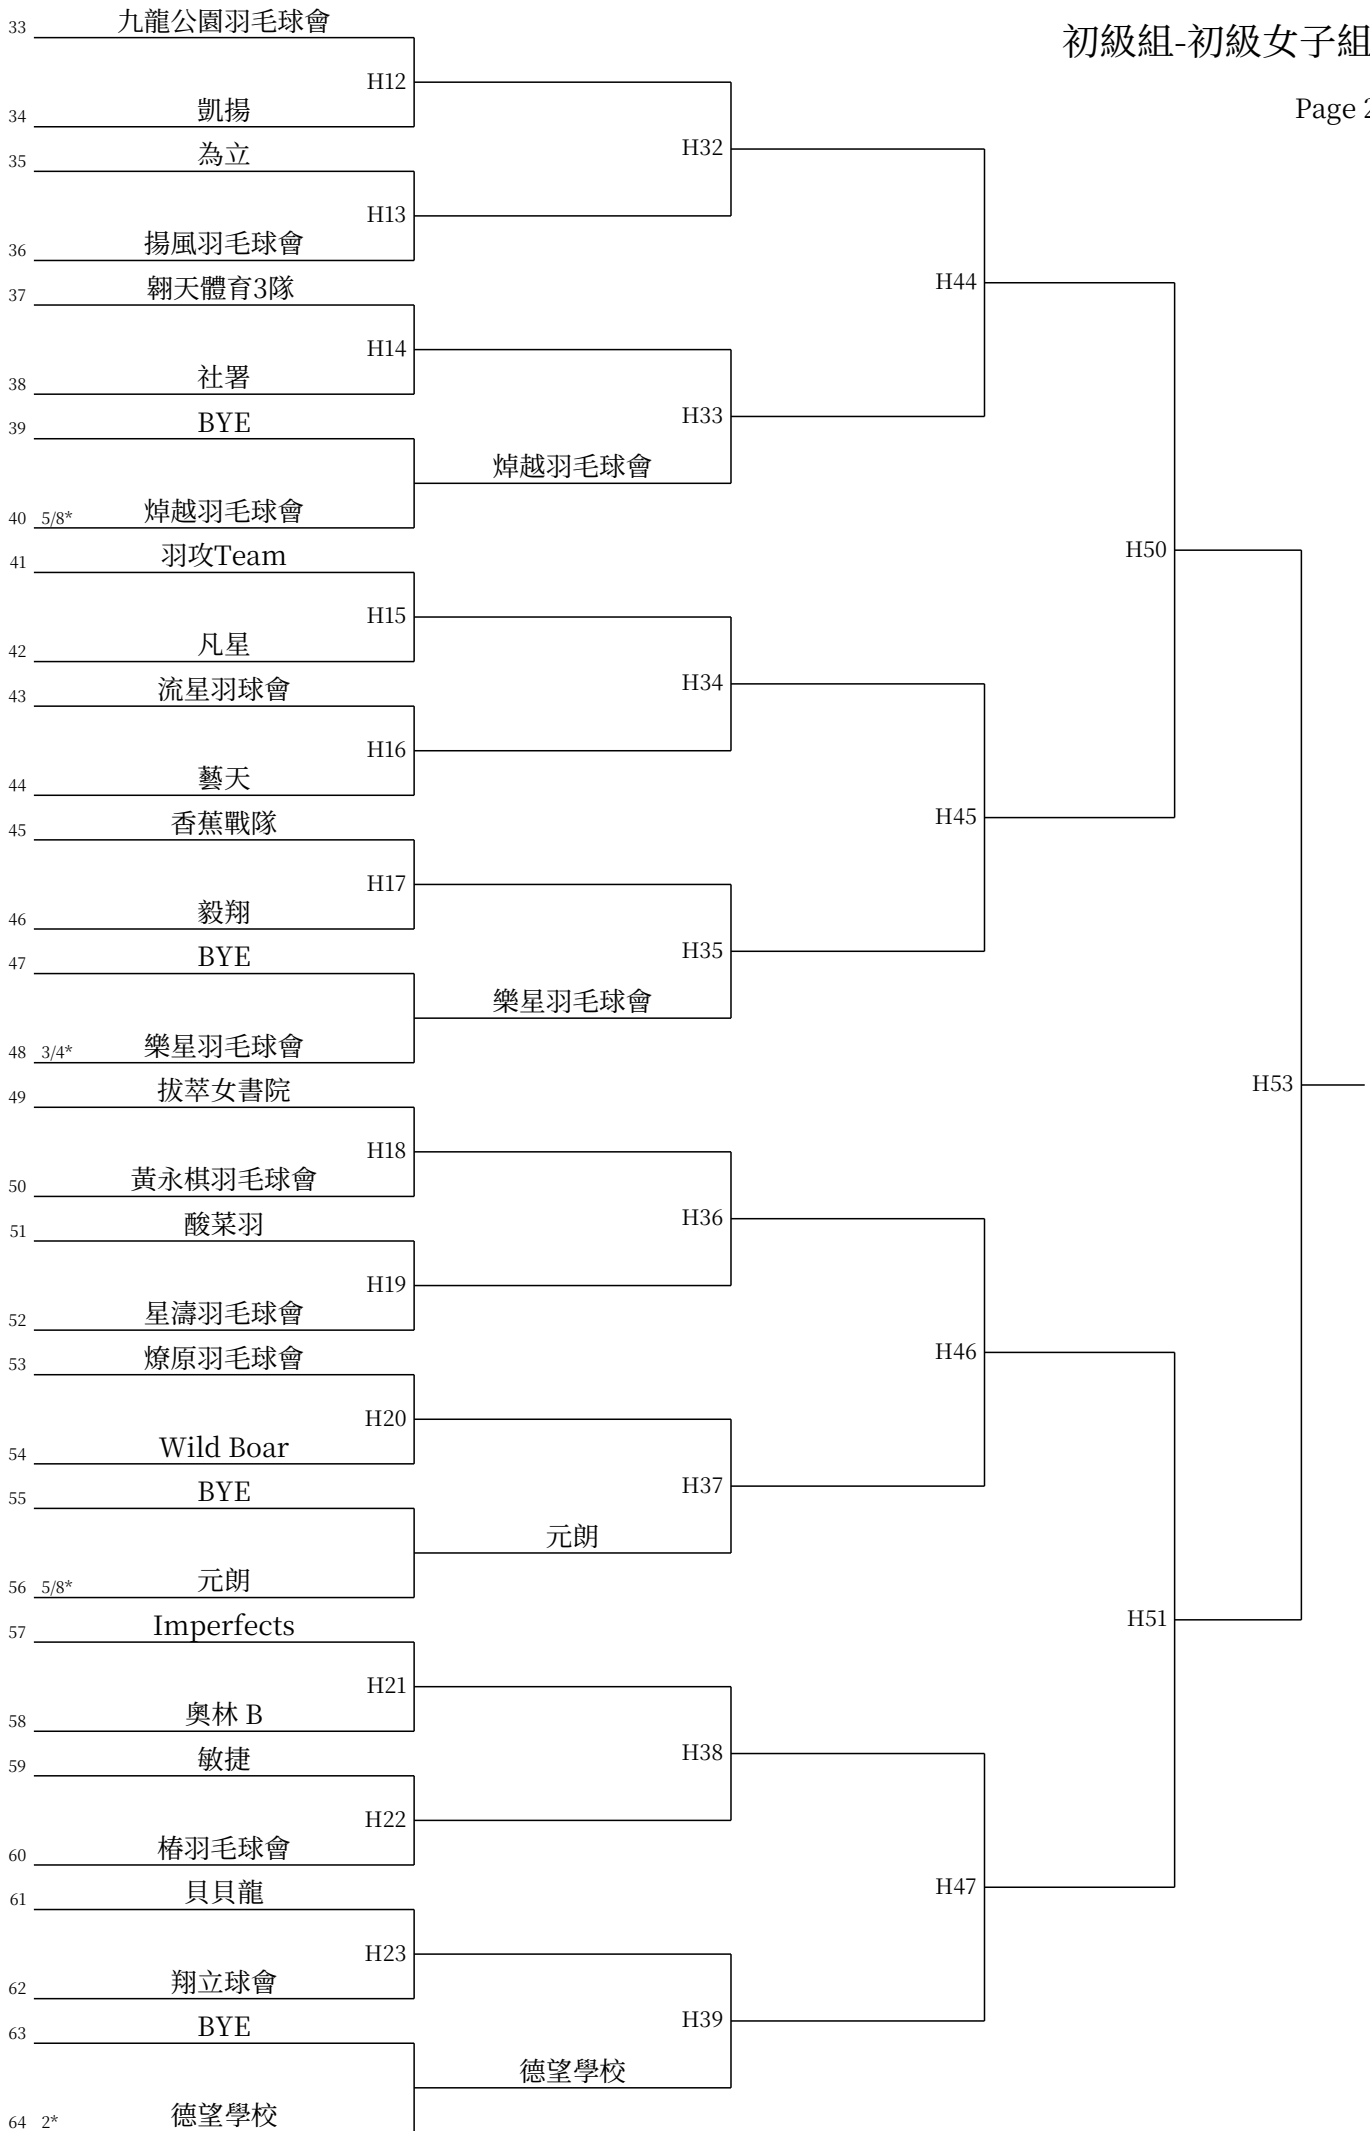 初級組-初級女子組
Page 2
33 九龍公園羽毛球會
H12
34 凱揚
H32
35 為立
H13
36 揚風羽毛球會
H44
37 翱天體育3隊
H14
38 社署
H33
39 BYE
焯越羽毛球會
40 5/8* 焯越羽毛球會
H50
41 羽攻Team
H15
42 凡星
H34
43 流星羽球會
H16
44 藝天
H45
45 香蕉戰隊
H17
46 毅翔
H35
47 BYE
樂星羽毛球會
48 3/4* 樂星羽毛球會
H53
49 拔萃女書院
H18
50 黃永棋羽毛球會
H36
51 酸菜羽
H19
52 星濤羽毛球會
H46
53 燎原羽毛球會
H20
54 Wild Boar
H37
55 BYE
元朗
56 5/8* 元朗
H51
57 Imperfects
H21
58 奧林 B
H38
59 敏捷
H22
60 椿羽毛球會
H47
61 貝貝龍
H23
62 翔立球會
H39
63 BYE
德望學校
64 2* 德望學校